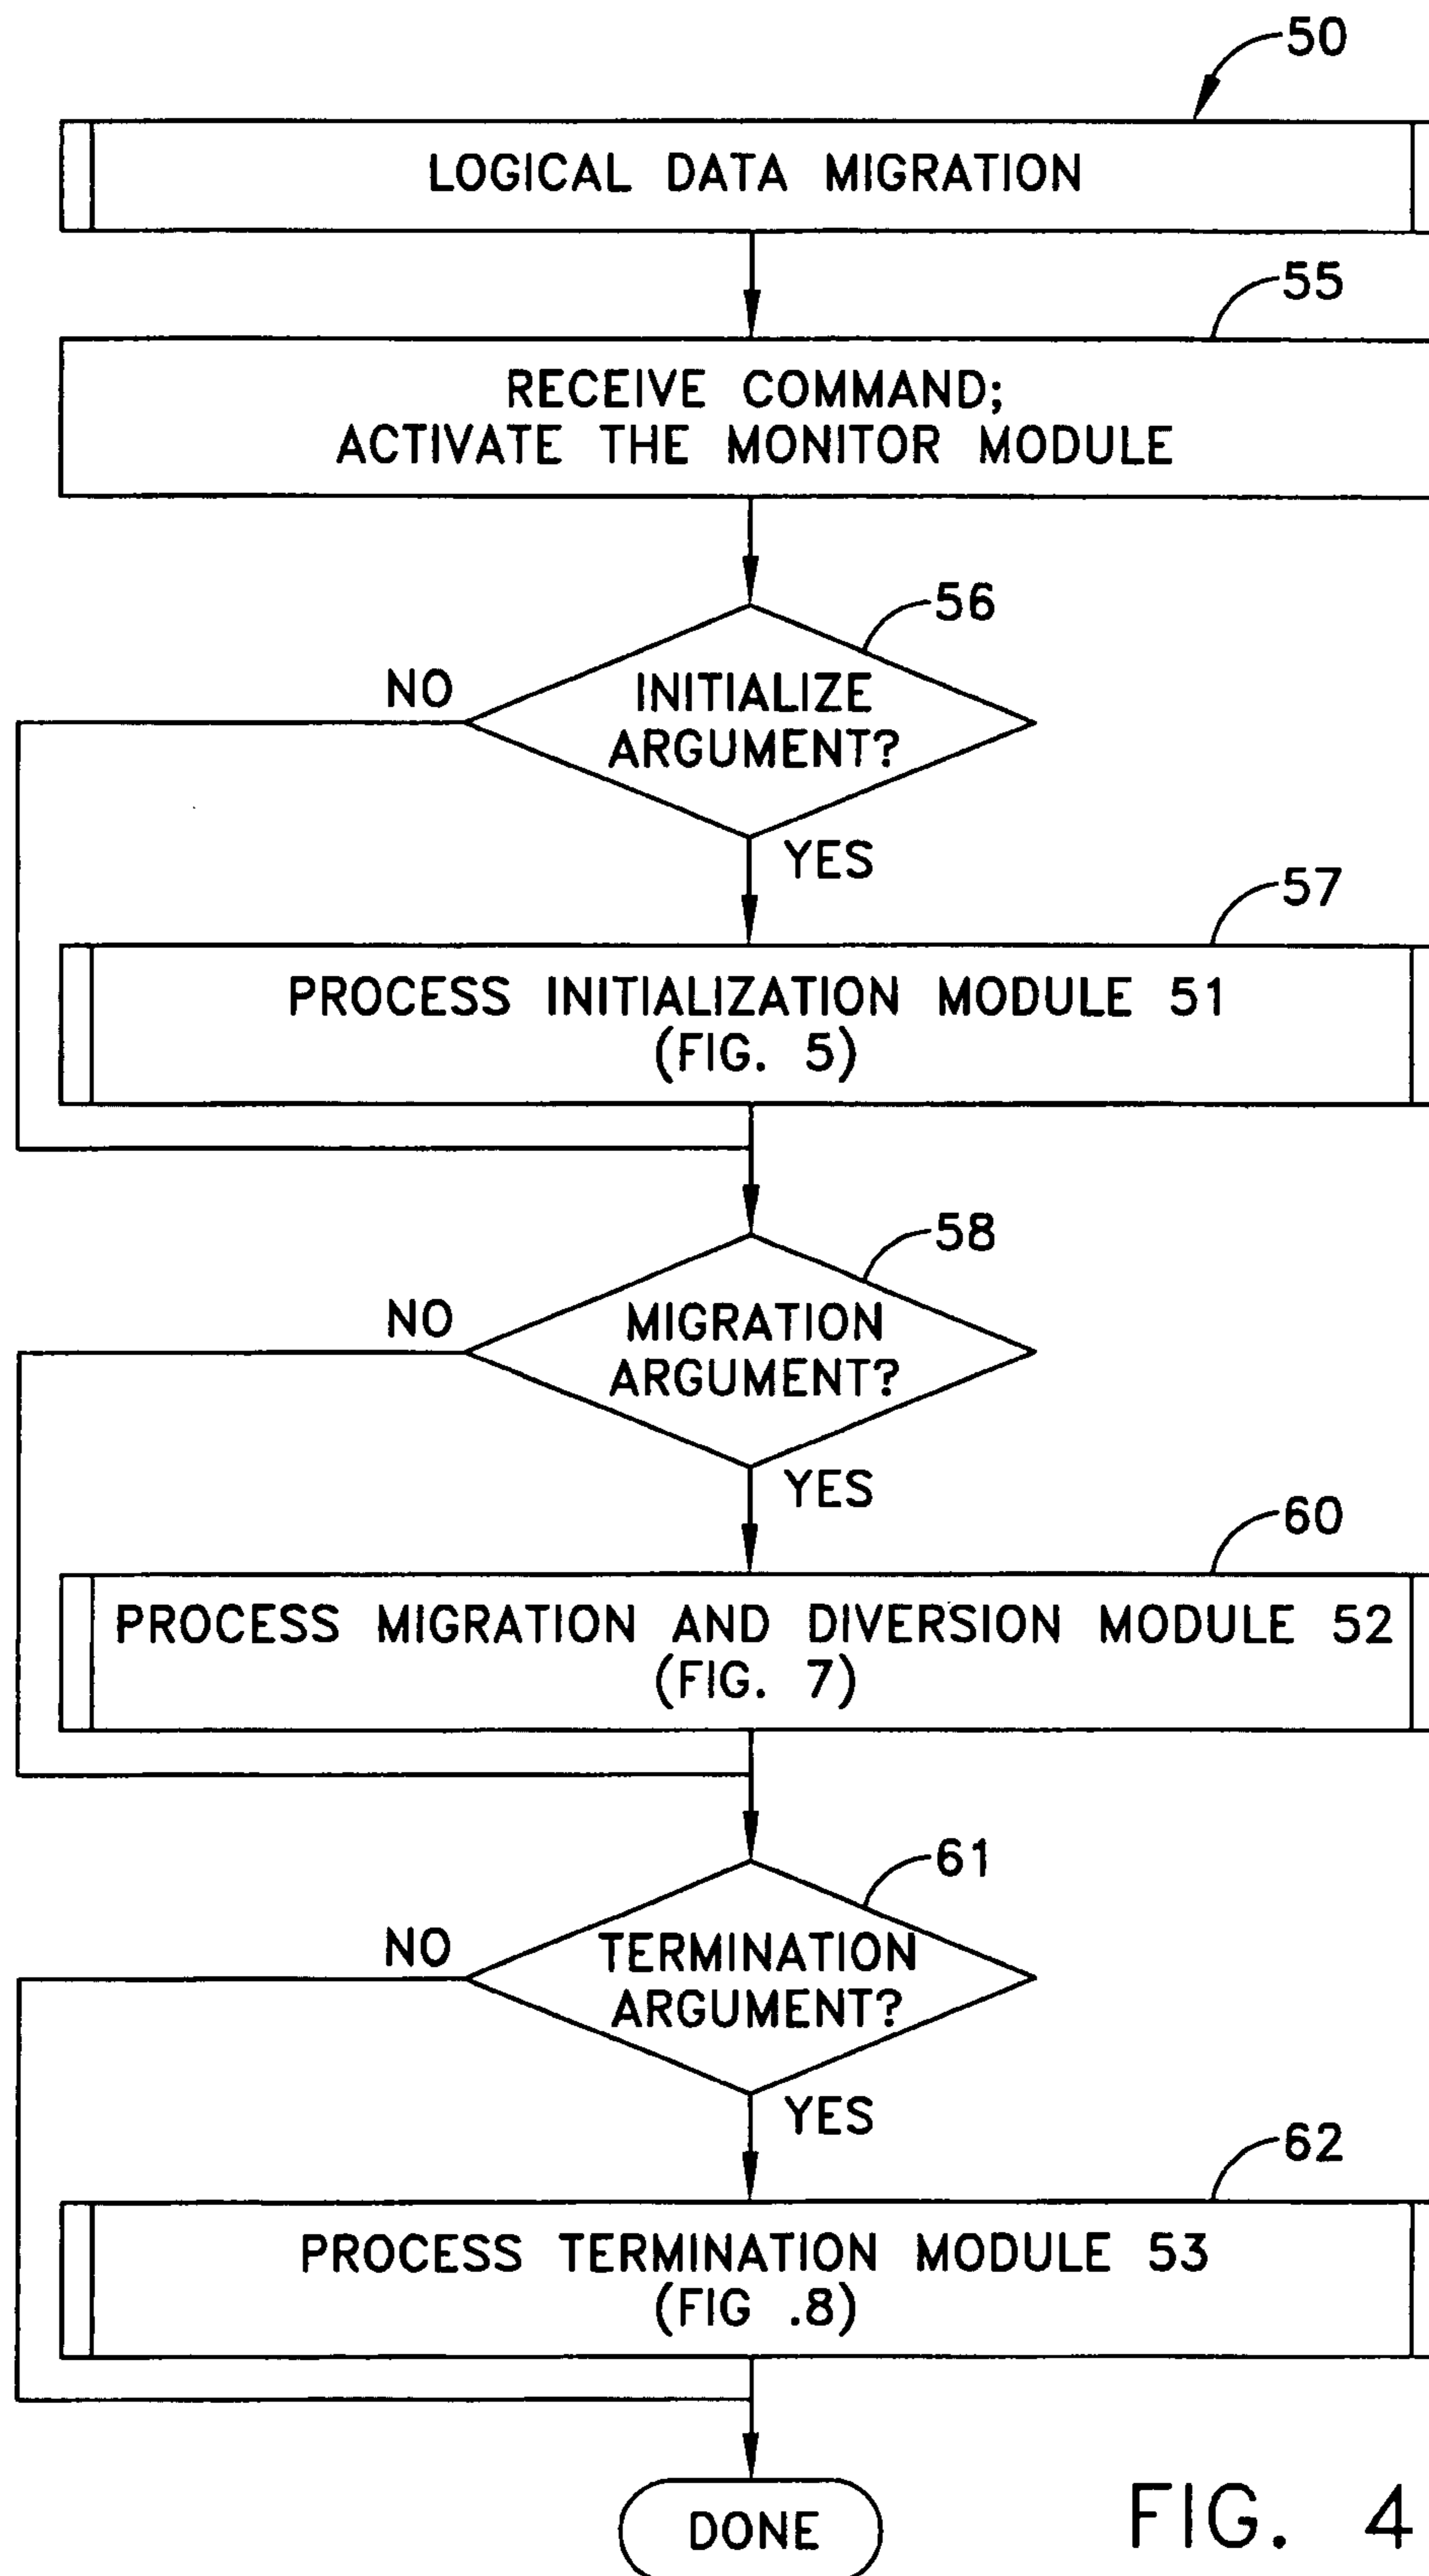 50
LOGICAL DATA MIGRATION
55
RECEIVE COMMAND;
ACTIVATE THE MONITOR MODULE
56
NO
INITIALIZE
ARGUMENT?
YES
57
PROCESS INITIALIZATION MODULE 51
(FIG. 5)
58
NO
MIGRATION
ARGUMENT?
YES
60
PROCESS MIGRATION AND DIVERSION MODULE 52
(FIG. 7)
61
NO
TERMINATION
ARGUMENT?
YES
62
PROCESS TERMINATION MODULE 53
(FIG .8)
DONE
FIG. 4